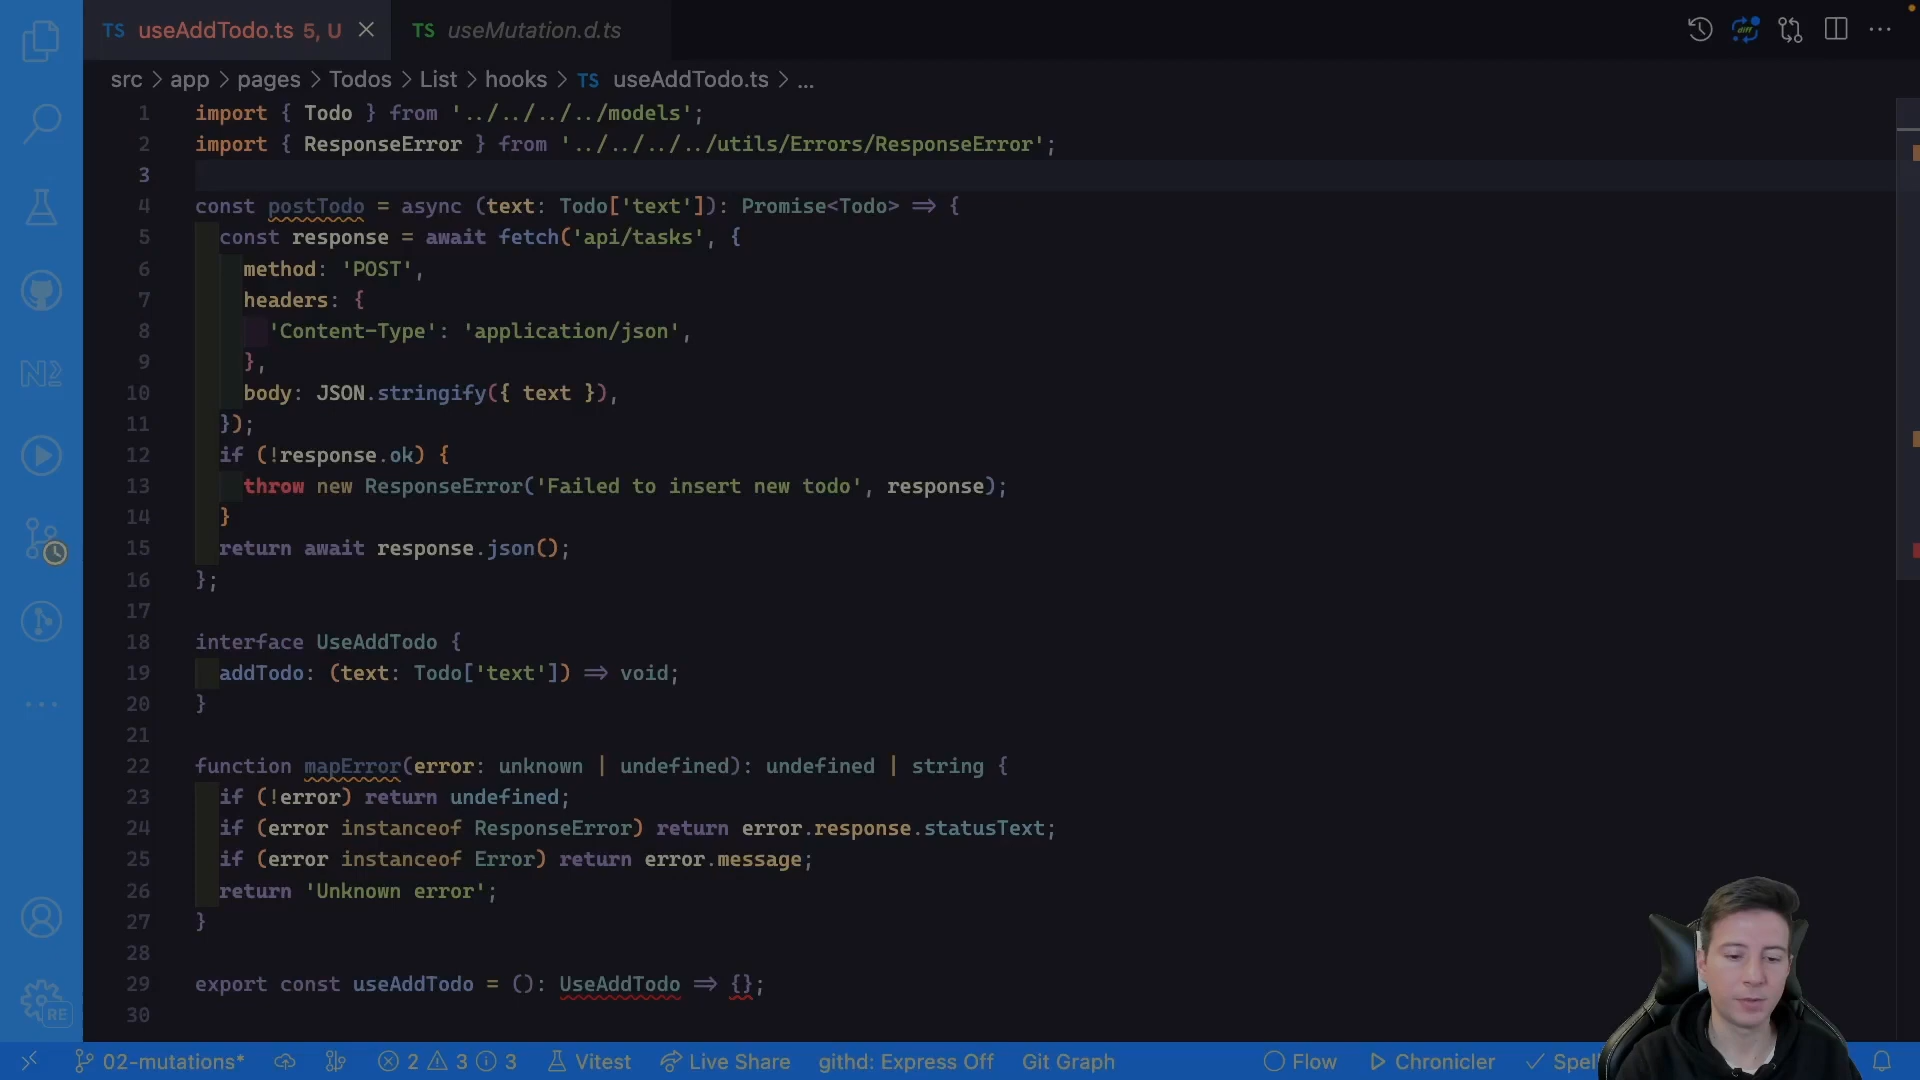 TS useAddTodo.ts 5, U
TS useMutation.d.ts
src > app > pages > Todos > List > hooks > TS useAddTodo.ts > ...
1 import { Todo } from '../../../../models';
2 import { ResponseError } from '../../../../utils/Errors/ResponseError';
3
4 const postTodo = async (text: Todo['text']): Promise<Todo> => {
5 const response = await fetch('api/tasks', {
6 method: 'POST',
7 headers: {
8 'Content-Type': 'application/json',
9 },
10 body: JSON.stringify({ text }),
11 });
12 if (!response.ok) {
13 throw new ResponseError('Failed to insert new todo', response);
14 }
15 return await response.json();
16 };
17
18 interface UseAddTodo {
19 addTodo: (text: Todo['text']) => void;
20 }
21
22 function mapError(error: unknown | undefined): undefined | string {
23 if (!error) return undefined;
24 if (error instanceof ResponseError) return error.response.statusText;
25 if (error instanceof Error) return error.message;
26 return 'Unknown error';
27 }
28
29 export const useAddTodo = (): UseAddTodo => {};
30
RE
02-mutations* 2 3 3 Vitest Live Share githd: Express Off Git Graph Flow Chronicler